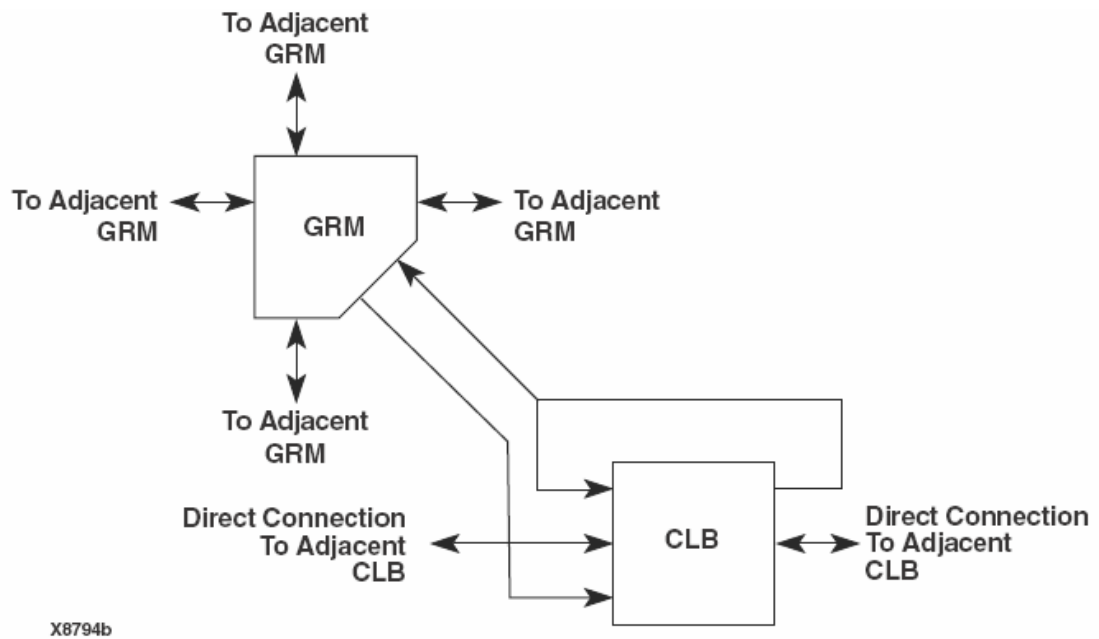 To Adjacent
GRM
To Adjacent
GRM
GRM
To Adjacent
GRM
To Adjacent
GRM
Direct Connection
To Adjacent
CLB
CLB
Direct Connection
To Adjacent
CLB
X8794b